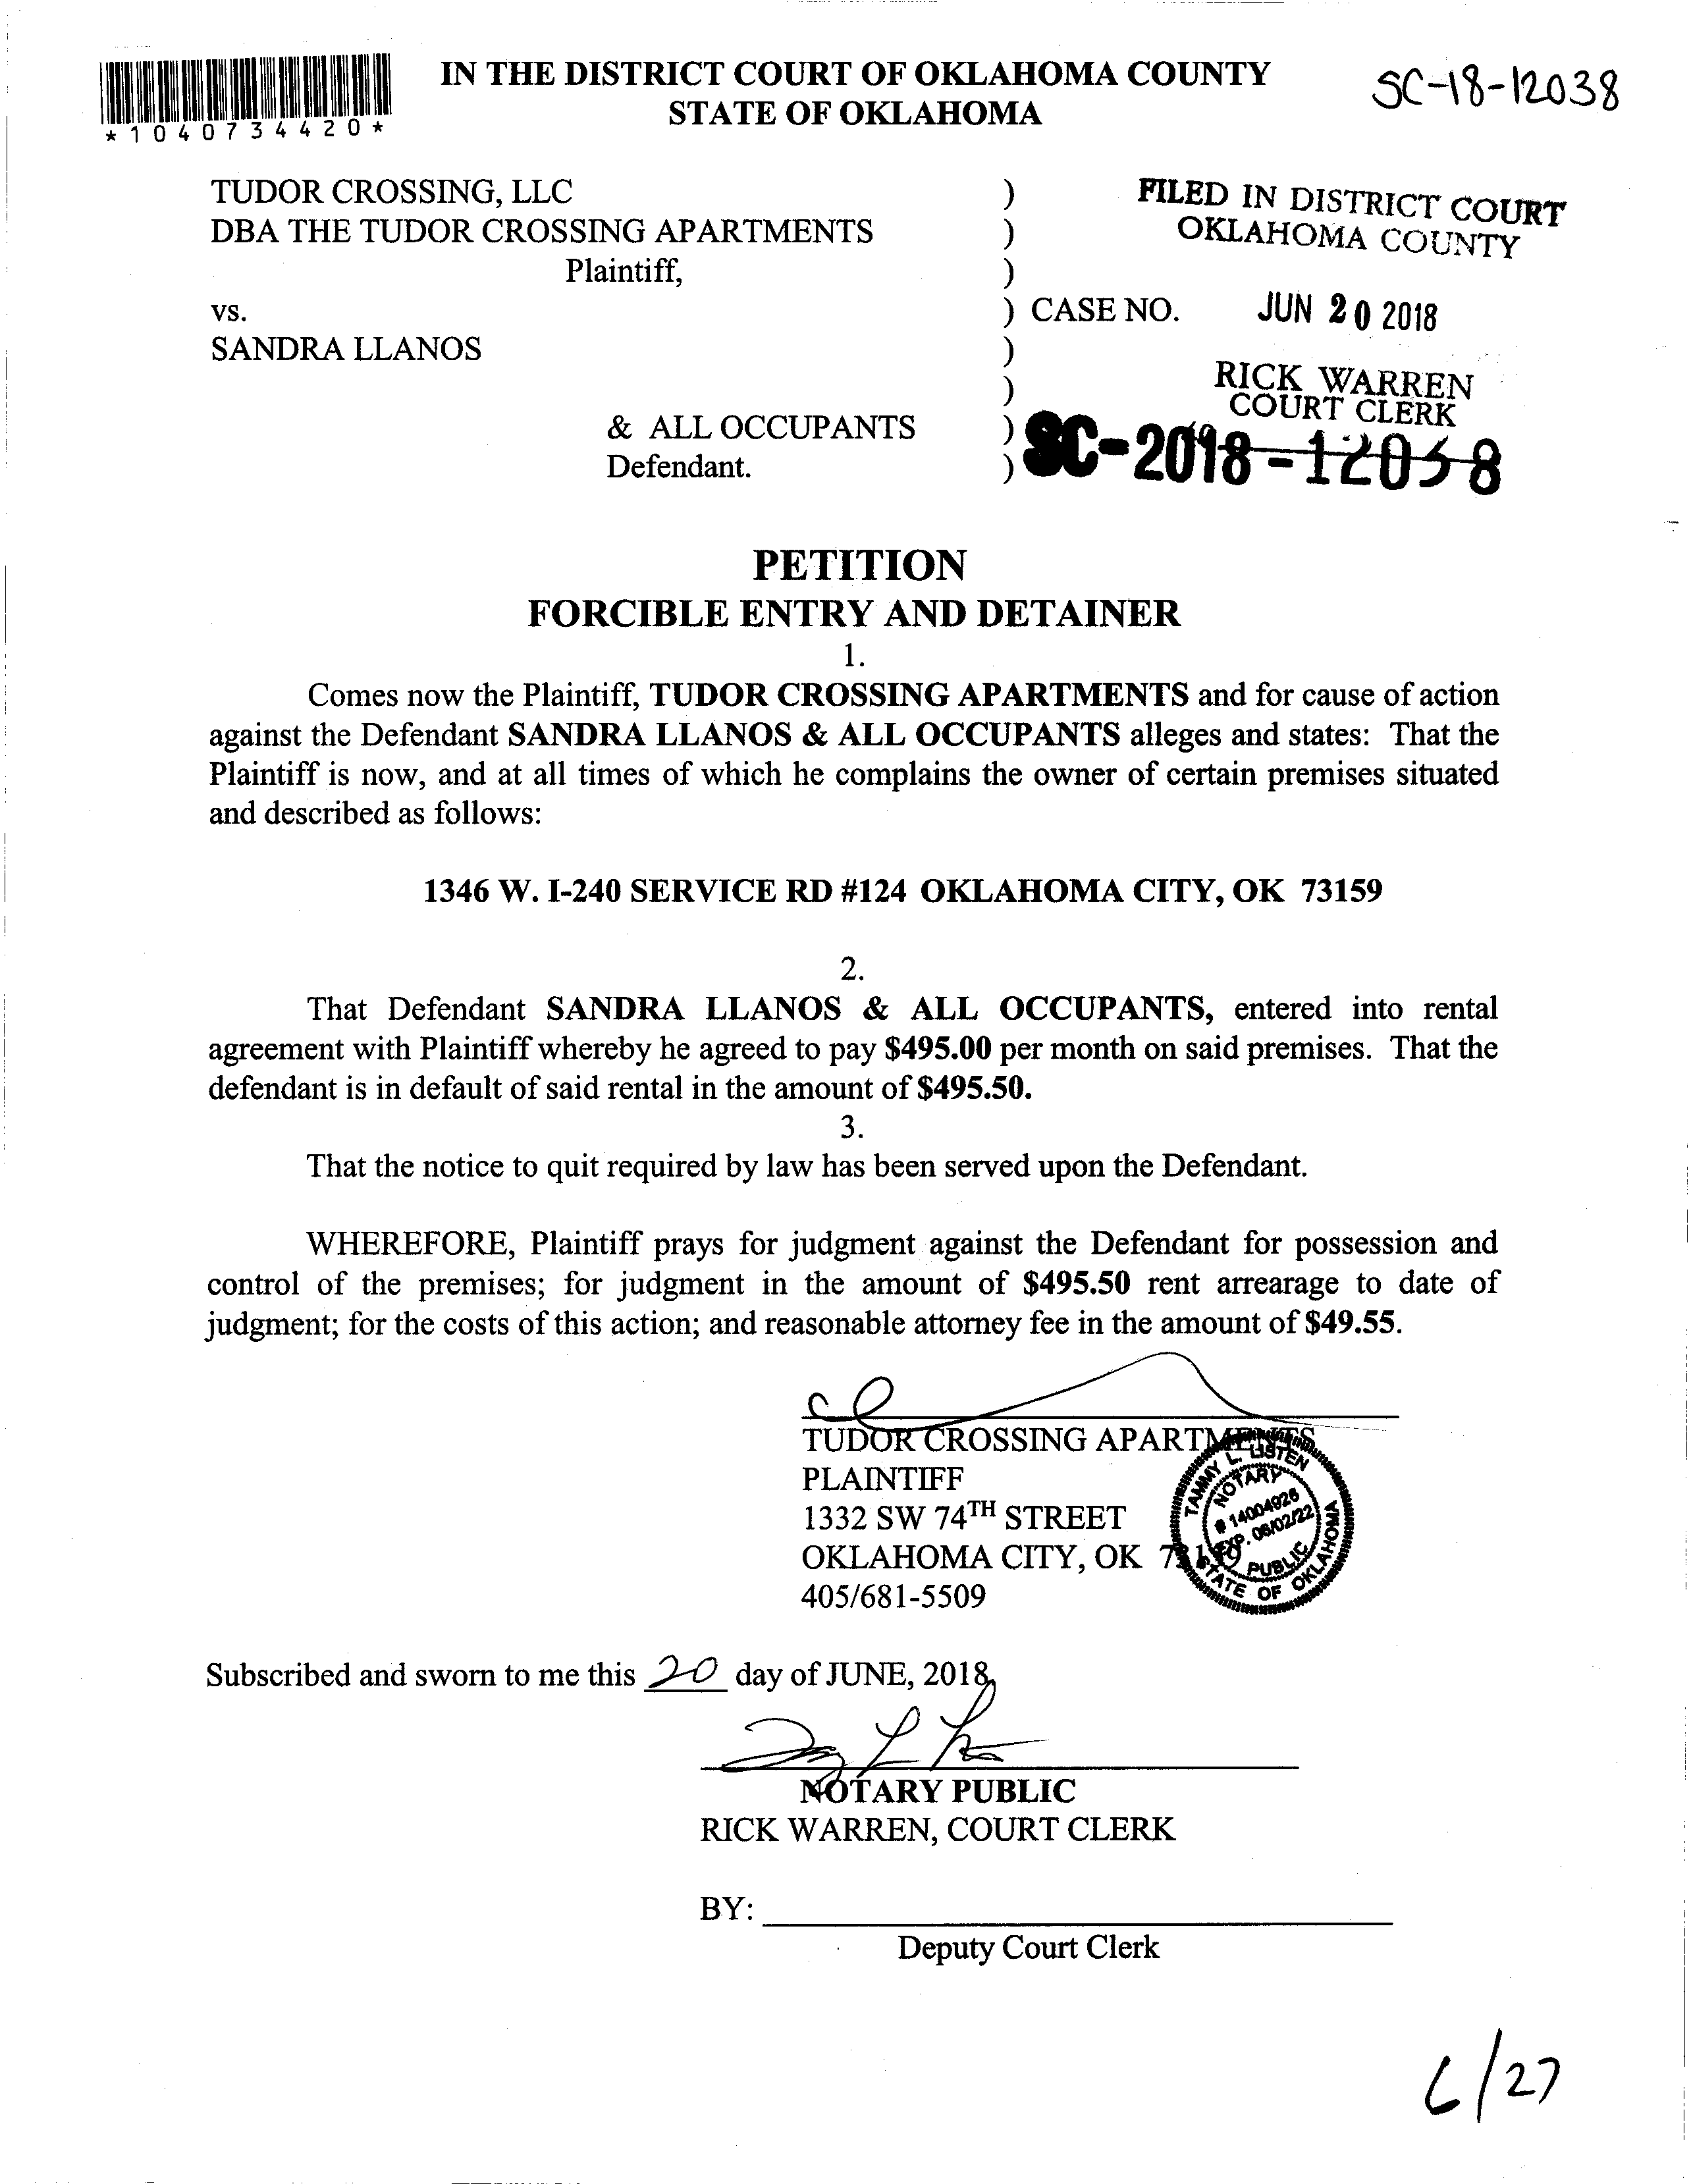 IN THE DISTRICT COURT OF OKLAHOMA COUNTY
STATE OF OKLAHOMA
SC-18-12038
*1040734420*
TUDOR CROSSING, LLC )
DBA THE TUDOR CROSSING APARTMENTS )
Plaintiff, )
FILED IN DISTRICT COURT
OKLAHOMA COUNTY
vs. ) CASE NO. JUN 20 2018
SANDRA LLANOS )
)
RICK WARREN
COURT CLERK
& ALL OCCUPANTS )
Defendant. )
SC-2018-12038
PETITION
FORCIBLE ENTRY AND DETAINER
1.
Comes now the Plaintiff, TUDOR CROSSING APARTMENTS and for cause of action
against the Defendant SANDRA LLANOS & ALL OCCUPANTS alleges and states: That the
Plaintiff is now, and at all times of which he complains the owner of certain premises situated
and described as follows:
1346 W. I-240 SERVICE RD #124 OKLAHOMA CITY, OK 73159
2.
That Defendant SANDRA LLANOS & ALL OCCUPANTS, entered into rental
agreement with Plaintiff whereby he agreed to pay $495.00 per month on said premises. That the
defendant is in default of said rental in the amount of $495.50.
3.
That the notice to quit required by law has been served upon the Defendant.
WHEREFORE, Plaintiff prays for judgment against the Defendant for possession and
control of the premises; for judgment in the amount of $495.50 rent arrearage to date of
judgment; for the costs of this action; and reasonable attorney fee in the amount of $49.55.
TUDOR CROSSING APARTMENTS
PLAINTIFF
1332 SW 74TH STREET
OKLAHOMA CITY, OK 73159
405/681-5509
TAMMY L. LISTEN
NOTARY
# 14004926
EXP. 06/02/22
PUBLIC
STATE OF OKLAHOMA
Subscribed and sworn to me this 20 day of JUNE, 2018.
NOTARY PUBLIC
RICK WARREN, COURT CLERK
BY:
Deputy Court Clerk
6/27